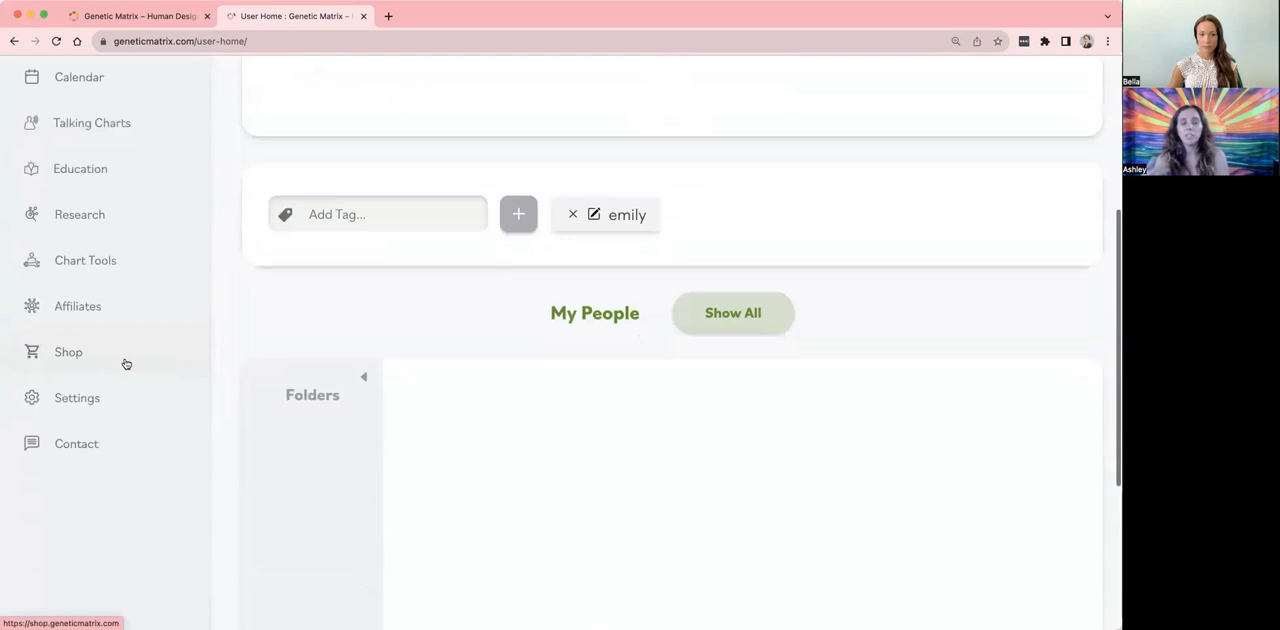 Genetic Matrix – Human Desig
User Home : Genetic Matrix –
geneticmatrix.com/user-home/
Bella
Ashley
Calendar
Talking Charts
Education
Research
Chart Tools
Affiliates
Shop
Settings
Contact
Add Tag...
emily
My People
Show All
Folders
https://shop.geneticmatrix.com